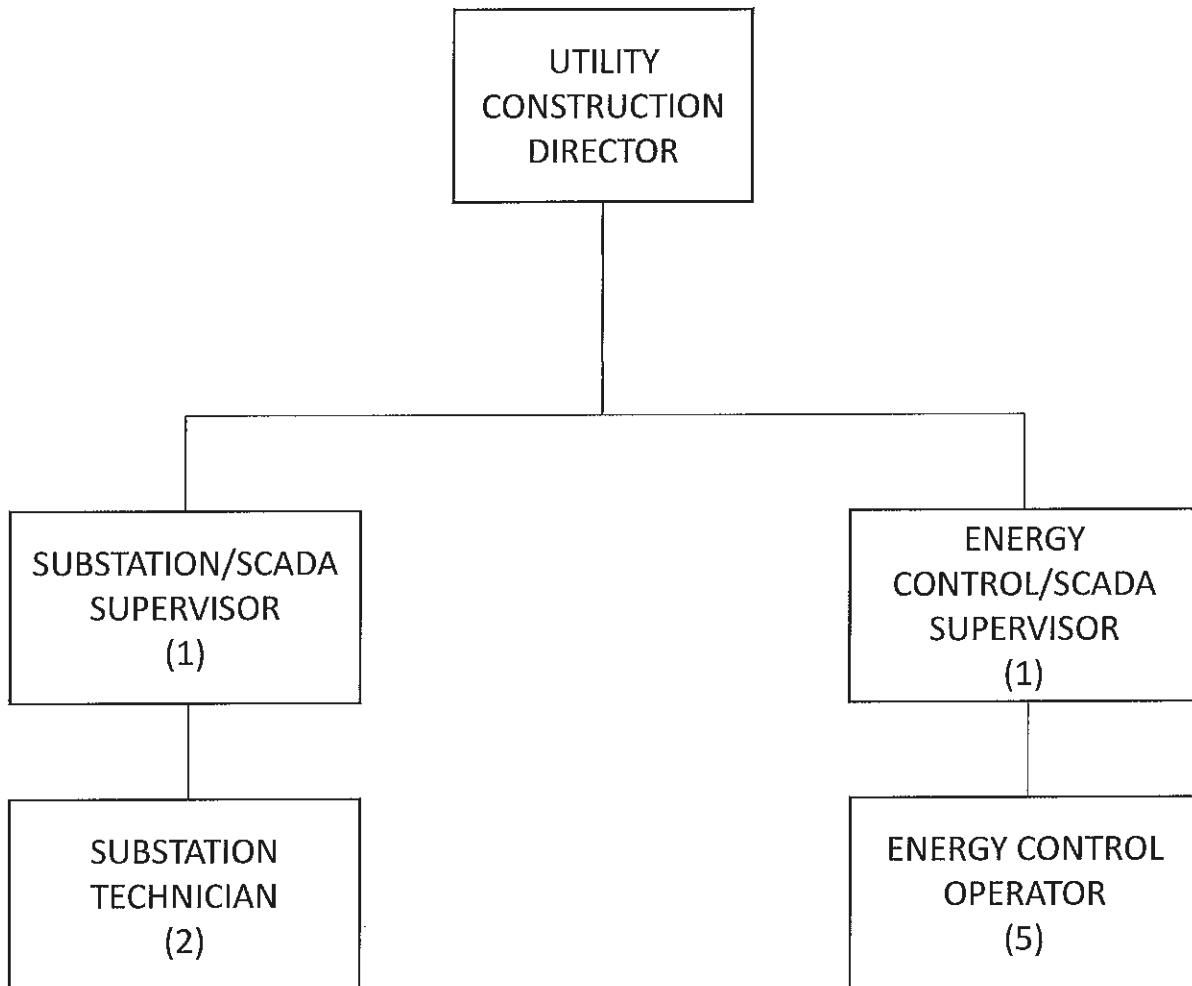 UTILITY
CONSTRUCTION
DIRECTOR
SUBSTATION/SCADA
SUPERVISOR
(1)
ENERGY
CONTROL/SCADA
SUPERVISOR
(1)
SUBSTATION
TECHNICIAN
(2)
ENERGY CONTROL
OPERATOR
(5)